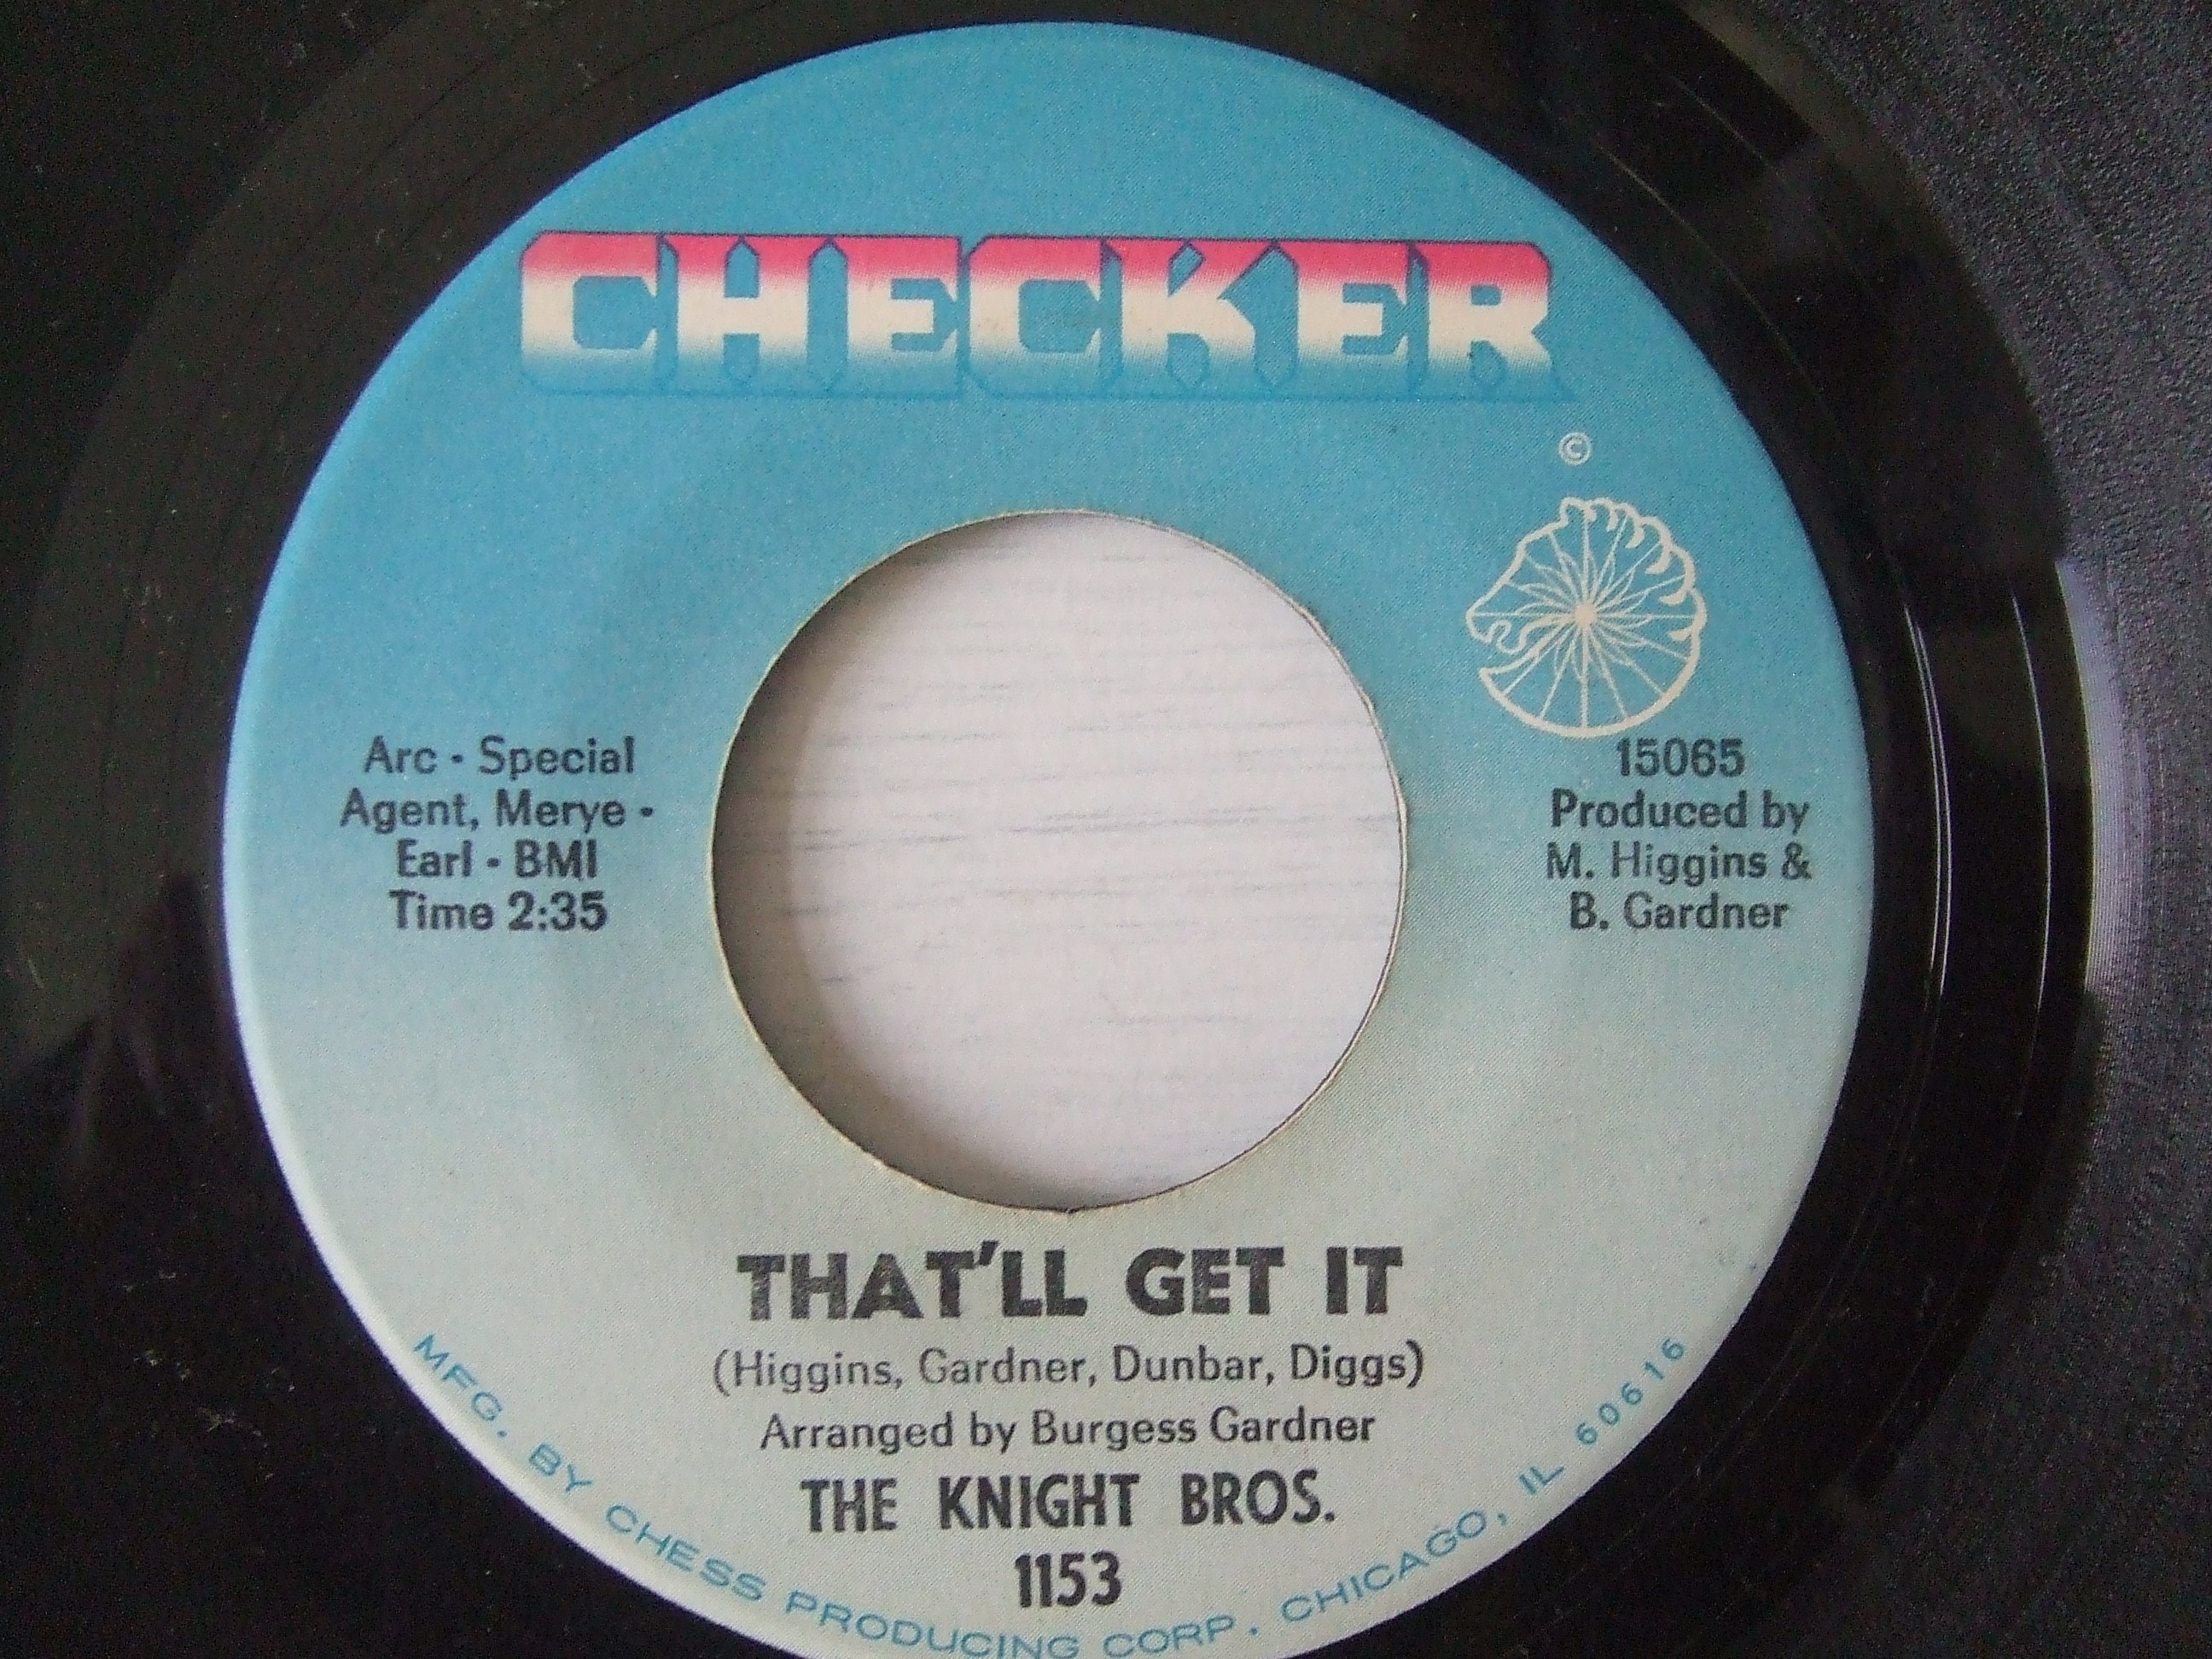 CHECKER
©
Arc - Special
Agent, Merye -
Earl - BMI
Time 2:35
15065
Produced by
M. Higgins &
B. Gardner
THAT'LL GET IT
(Higgins, Gardner, Dunbar, Diggs)
Arranged by Burgess Gardner
THE KNIGHT BROS.
1153
MFG. BY CHESS PRODUCING CORP. CHICAGO, IL 60616